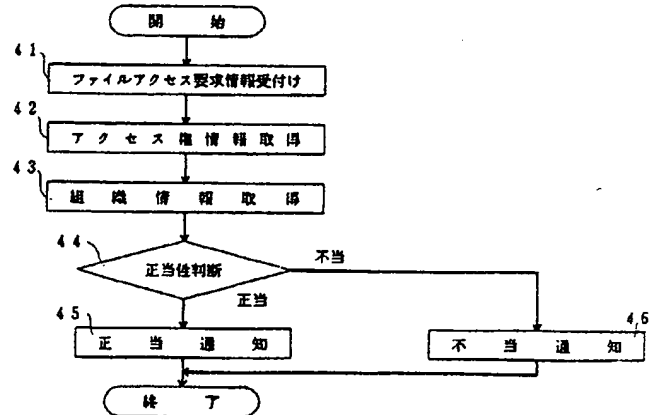 開始
41
ファイルアクセス要求情報受付け
42
アクセス権情報取得
43
組織情報取得
44
正当性判断
不当
正当
45
正当通知
46
不当通知
終了